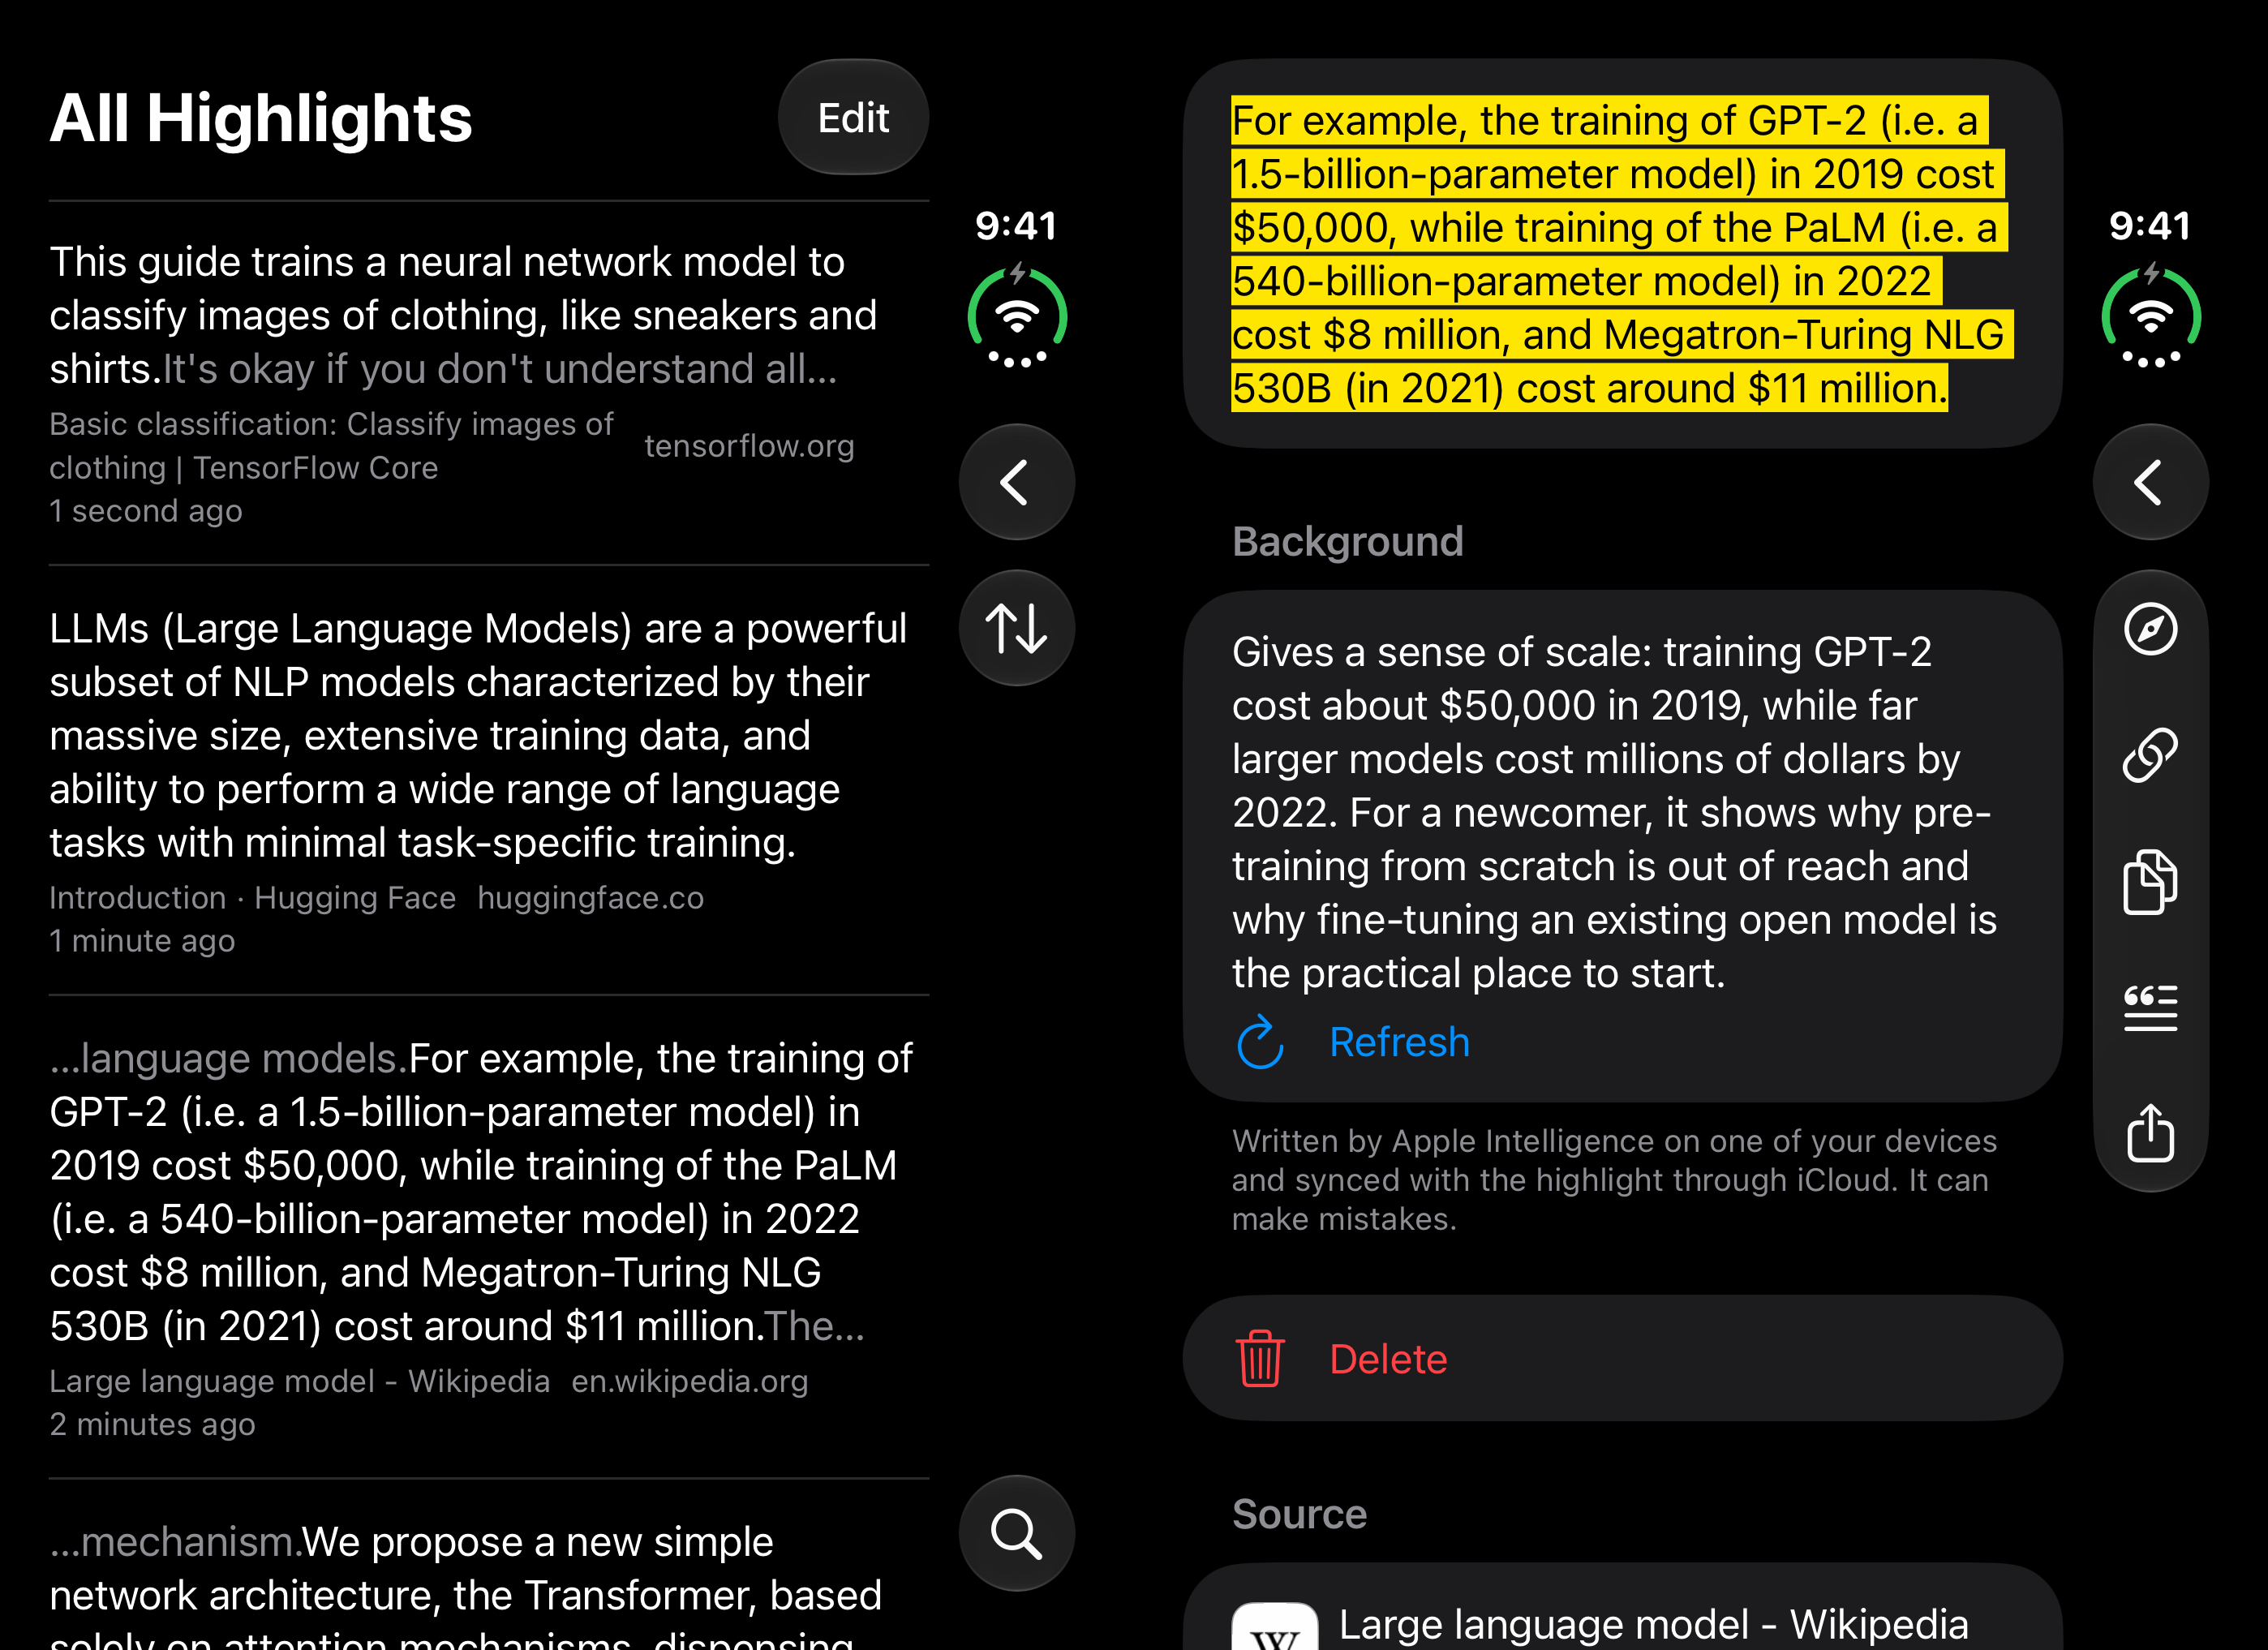 All Highlights
Edit
This guide trains a neural network model to
classify images of clothing, like sneakers and
shirts.It's okay if you don't understand all...
Basic classification: Classify images of
clothing | TensorFlow Core
tensorflow.org
1 second ago
LLMs (Large Language Models) are a powerful
subset of NLP models characterized by their
massive size, extensive training data, and
ability to perform a wide range of language
tasks with minimal task-specific training.
Introduction · Hugging Face huggingface.co
1 minute ago
...language models.For example, the training of
GPT-2 (i.e. a 1.5-billion-parameter model) in
2019 cost $50,000, while training of the PaLM
(i.e. a 540-billion-parameter model) in 2022
cost $8 million, and Megatron-Turing NLG
530B (in 2021) cost around $11 million.The...
Large language model - Wikipedia en.wikipedia.org
2 minutes ago
...mechanism.We propose a new simple
network architecture, the Transformer, based
solely on attention mechanisms, dispensing
9:41
For example, the training of GPT-2 (i.e. a
1.5-billion-parameter model) in 2019 cost
$50,000, while training of the PaLM (i.e. a
540-billion-parameter model) in 2022
cost $8 million, and Megatron-Turing NLG
530B (in 2021) cost around $11 million.
Background
Gives a sense of scale: training GPT-2
cost about $50,000 in 2019, while far
larger models cost millions of dollars by
2022. For a newcomer, it shows why pre-
training from scratch is out of reach and
why fine-tuning an existing open model is
the practical place to start.
Refresh
Written by Apple Intelligence on one of your devices
and synced with the highlight through iCloud. It can
make mistakes.
Delete
Source
W
Large language model - Wikipedia
9:41